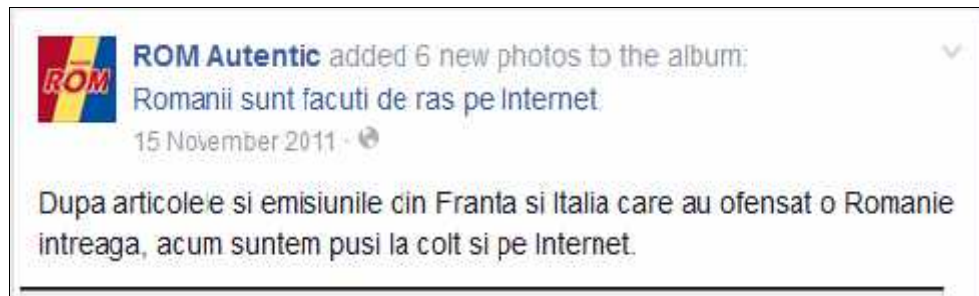 ROM
ROM Autentic added 6 new photos to the album:
Romanii sunt facuti de ras pe Internet
15 November 2011 ·
Dupa articolele si emisiunile din Franta si Italia care au ofensat o Romanie
intreaga, acum suntem pusi la colt si pe Internet.